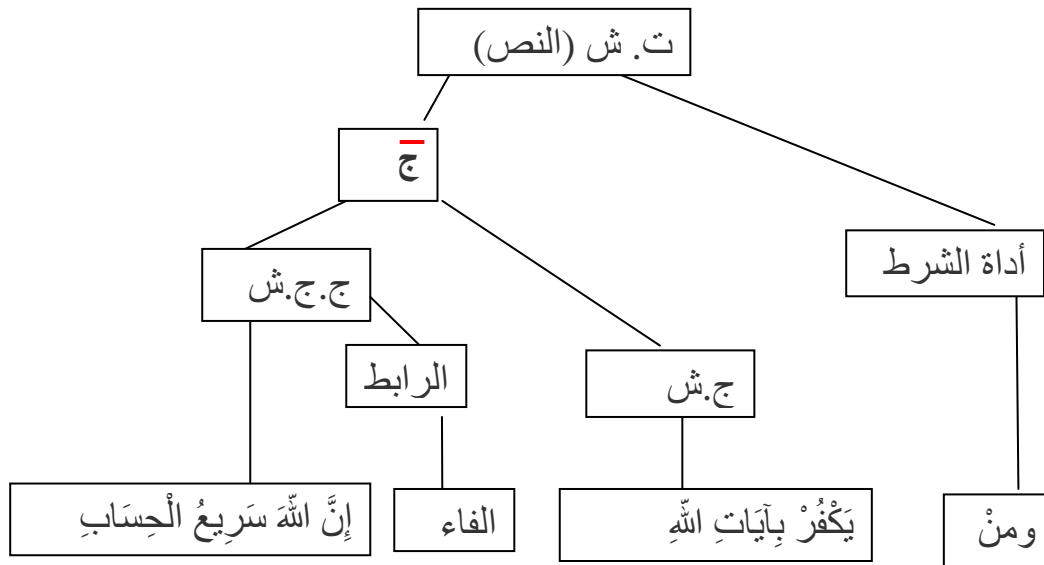 ت. ش (النص)
ج
أداة الشرط
ج.ج.ش
الرابط
ج.ش
ومنْ
يَكْفُرْ بِآيَاتِ اللّهِ
الفاء
إِنَّ اللّهَ سَرِيعُ الْحِسَابِ